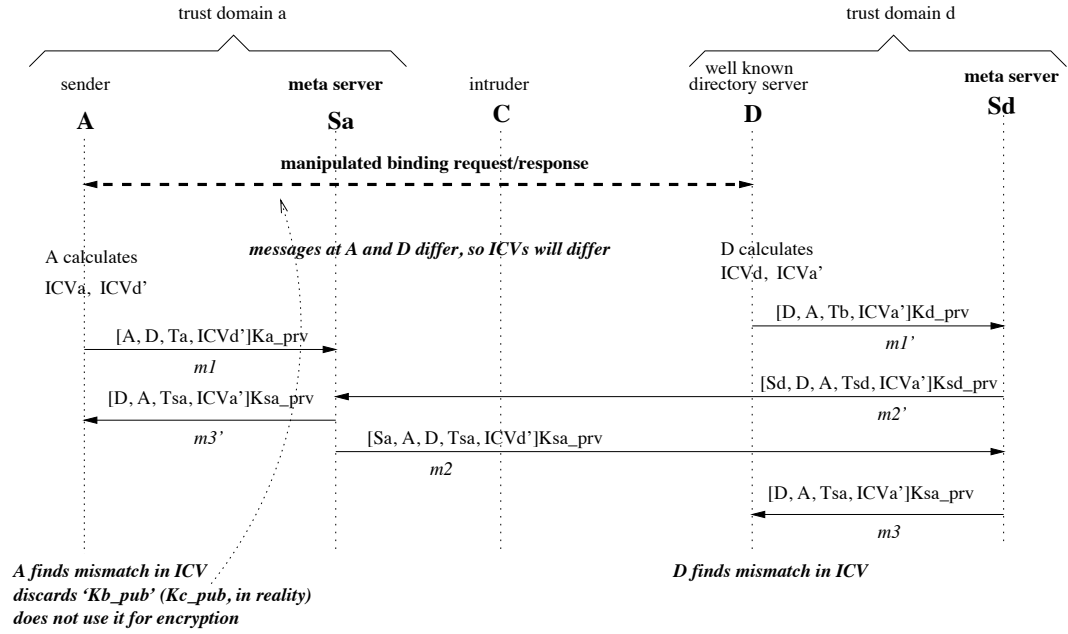 trust domain a
trust domain d
sender
meta server
intruder
well known
directory server
meta server
A
Sa
C
D
Sd
manipulated binding request/response
messages at A and D differ, so ICVs will differ
A calculates
ICVa, ICVd’
D calculates
ICVd, ICVa’
[D, A, Tb, ICVa’]Kd_prv
m1’
[A, D, Ta, ICVd’]Ka_prv
m1
[Sd, D, A, Tsd, ICVa’]Ksd_prv
m2’
[D, A, Tsa, ICVa’]Ksa_prv
m3’
[Sa, A, D, Tsa, ICVd’]Ksa_prv
m2
[D, A, Tsa, ICVa’]Ksa_prv
m3
A finds mismatch in ICV
discards ‘Kb_pub’ (Kc_pub, in reality)
does not use it for encryption
D finds mismatch in ICV